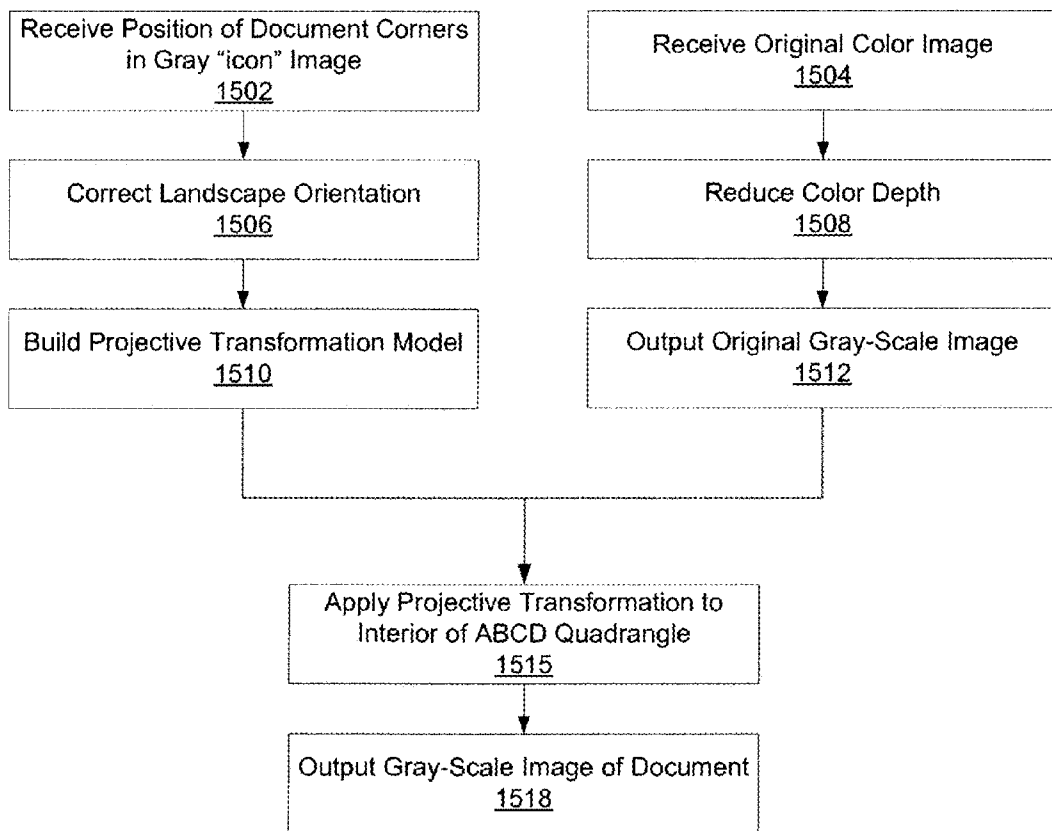 Receive Position of Document Corners
in Gray “icon” Image
1502
Receive Original Color Image
1504
Correct Landscape Orientation
1506
Reduce Color Depth
1508
Build Projective Transformation Model
1510
Output Original Gray-Scale Image
1512
Apply Projective Transformation to
Interior of ABCD Quadrangle
1515
Output Gray-Scale Image of Document
1518